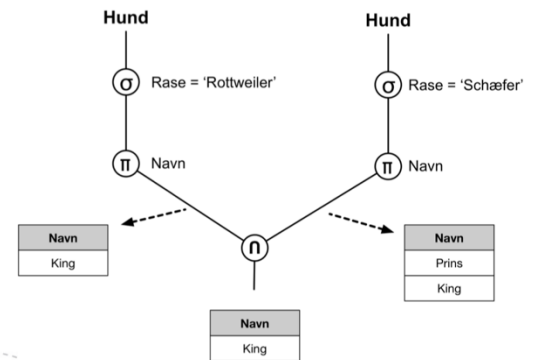 Hund
Hund
σ Rase = ‘Rottweiler’
σ Rase = ‘Schæfer’
π Navn
π Navn
∩
Navn
King
Navn
Prins
King
Navn
King